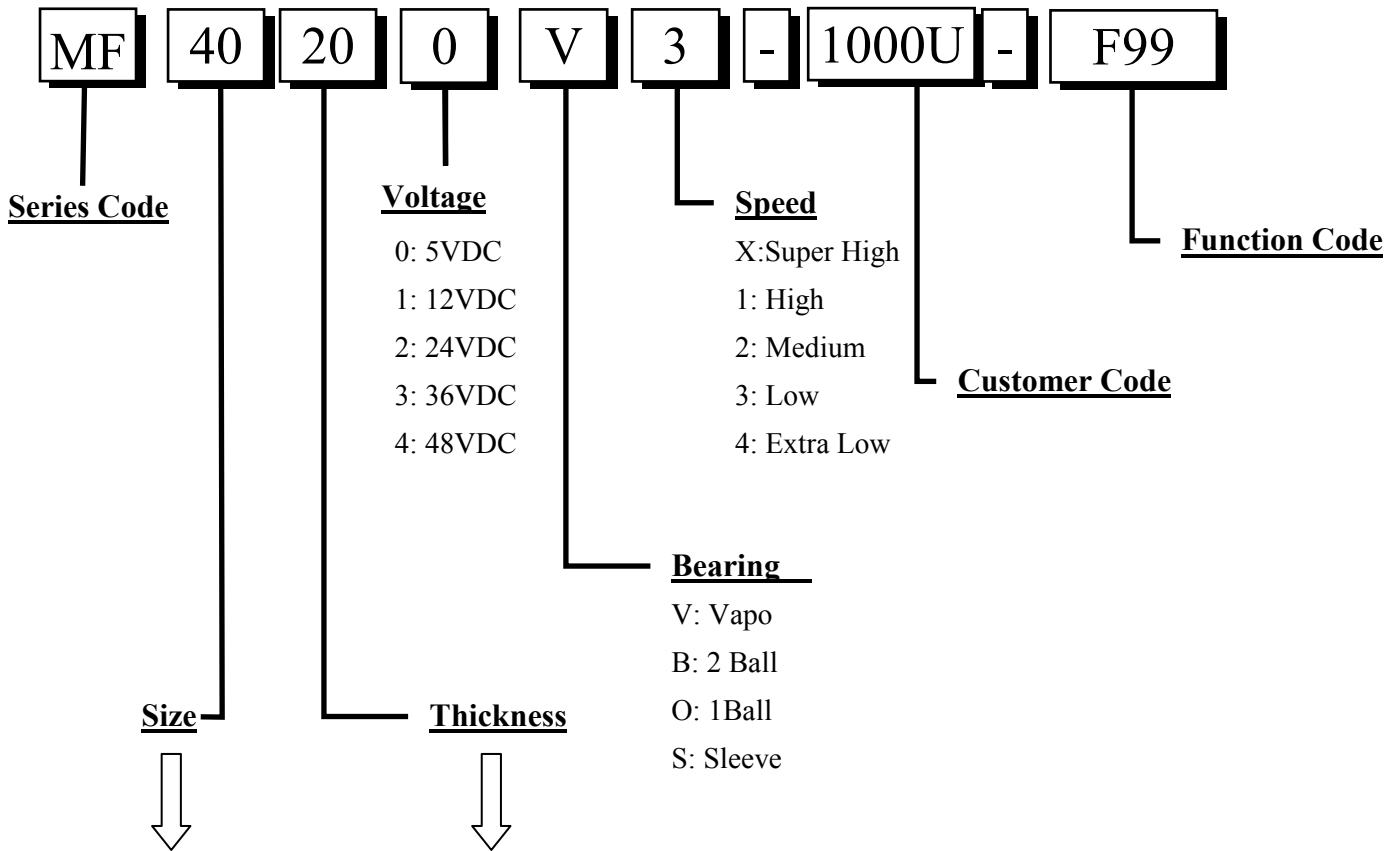 MF 40 20 0 V 3 - 1000U - F99
Series Code
Voltage
0: 5VDC
1: 12VDC
2: 24VDC
3: 36VDC
4: 48VDC
Speed
X:Super High
1: High
2: Medium
3: Low
4: Extra Low
Function Code
Customer Code
Bearing
V: Vapo
B: 2 Ball
O: 1Ball
S: Sleeve
Size
Thickness